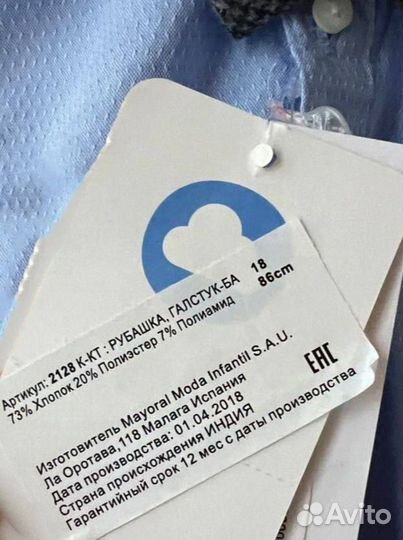 Артикул: 2128 К-КТ : РУБАШКА, ГАЛСТУК-БА 18
73% Хлопок 20% Полиэстер 7% Полиамид 86cm
Изготовитель Mayoral Moda Infantil S.A.U.
Ла Оротава,118 Малага Испания
Дата производства: 01.04.2018
Страна происхождения ИНДИЯ
Гарантийный срок 12 мес с даты производства
EAC
Avito